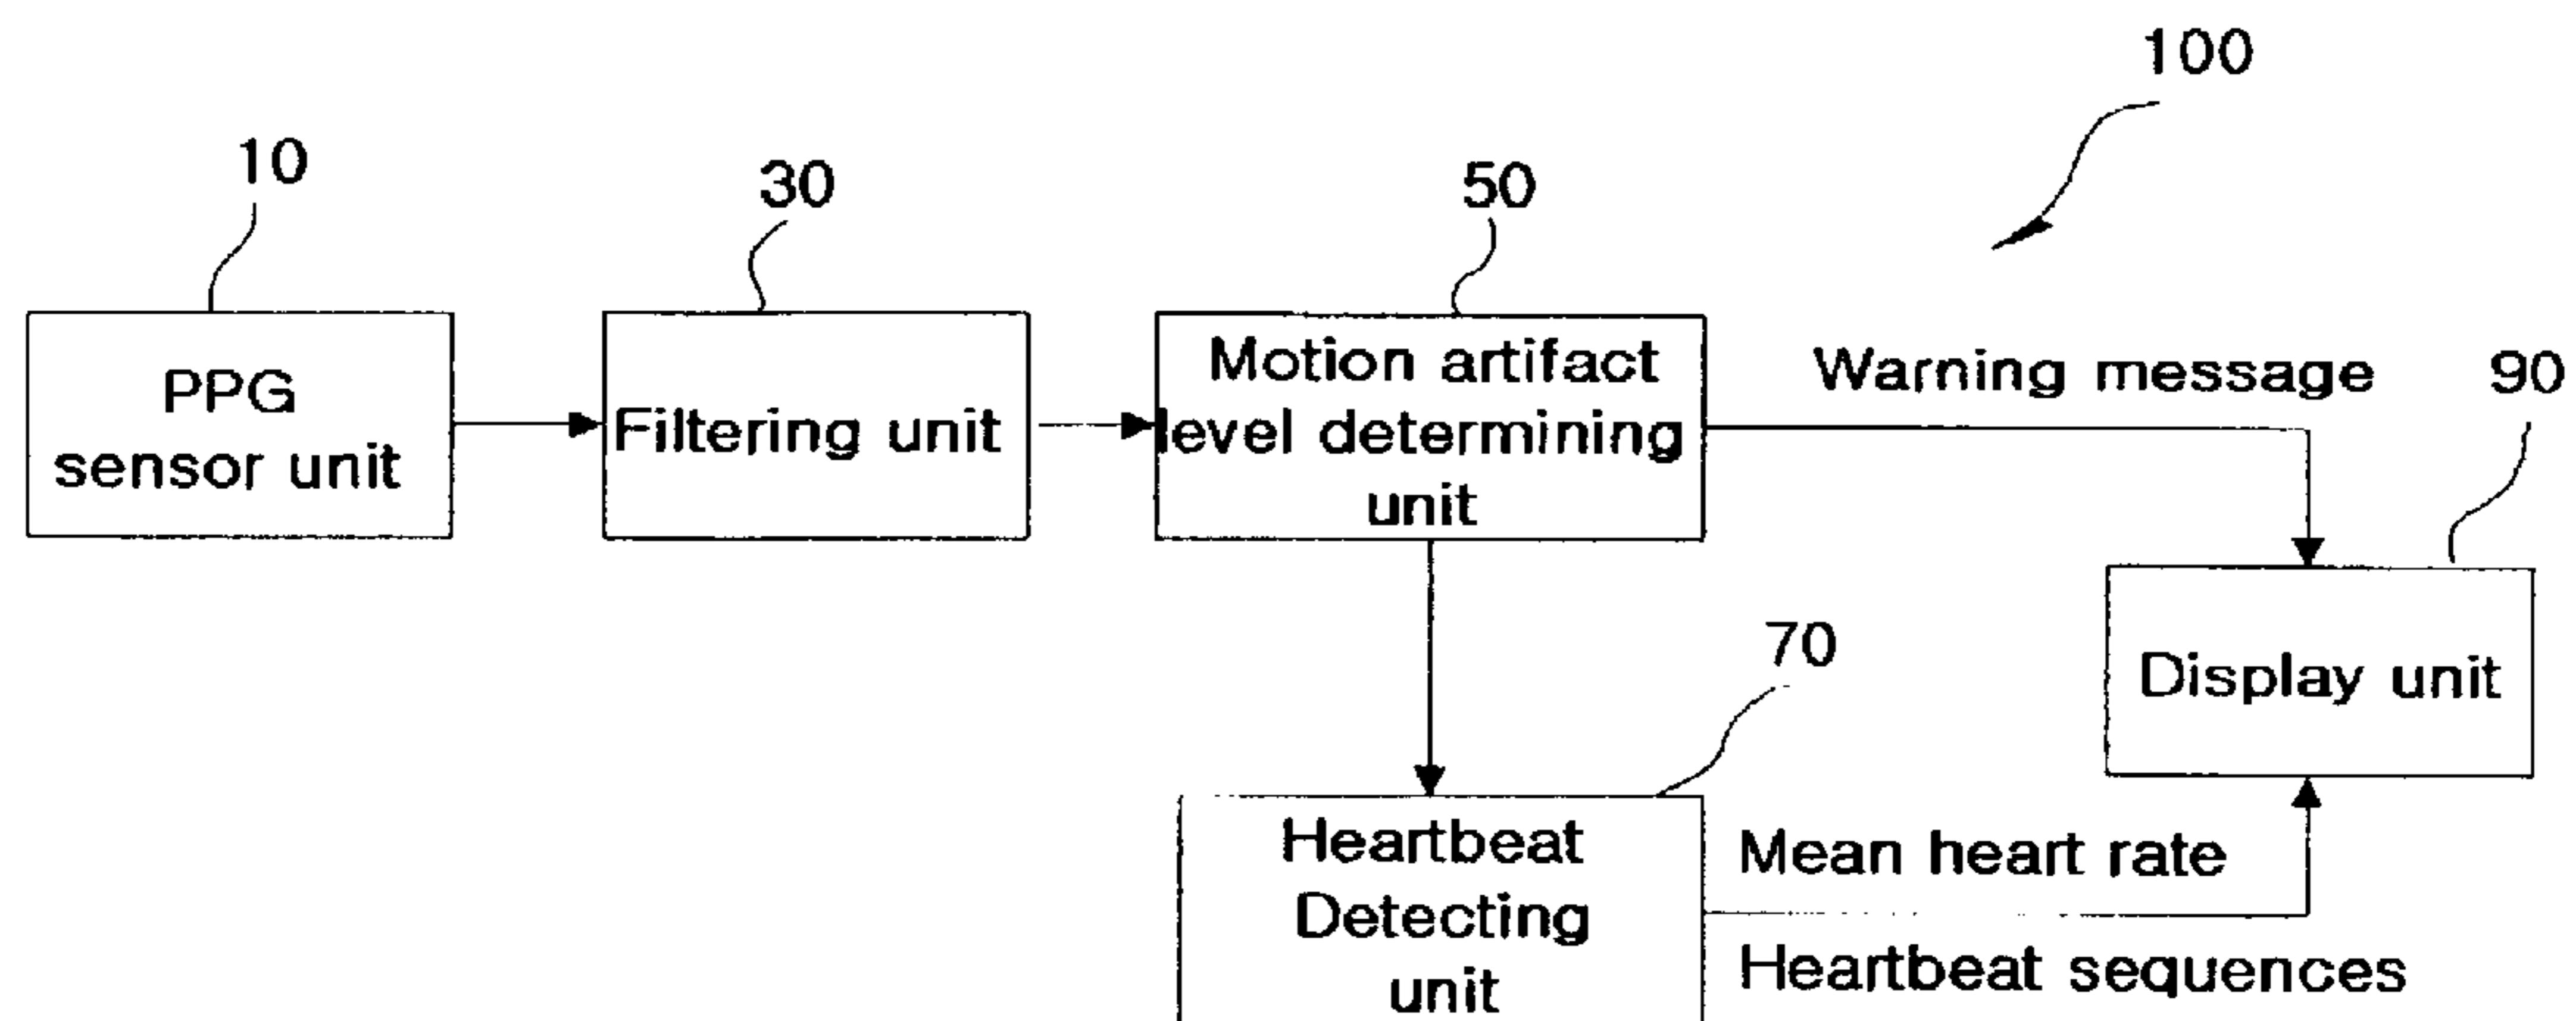 100
10
30
50
PPG
sensor unit
Filtering unit
Motion artifact
level determining
unit
Warning message
90
70
Display unit
Heartbeat
Detecting
unit
Mean heart rate
Heartbeat sequences